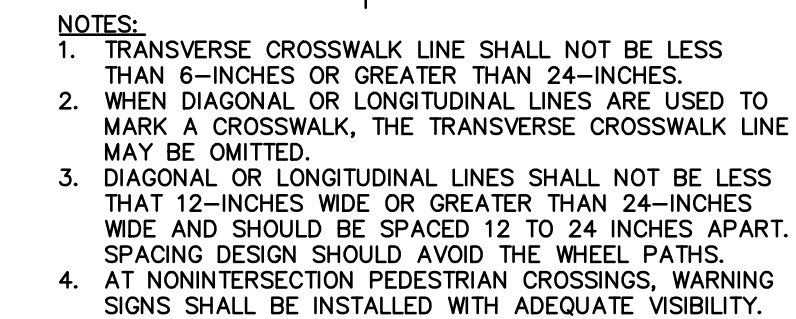 NOTES:
1. TRANSVERSE CROSSWALK LINE SHALL NOT BE LESS
THAN 6–INCHES OR GREATER THAN 24–INCHES.
2. WHEN DIAGONAL OR LONGITUDINAL LINES ARE USED TO
MARK A CROSSWALK, THE TRANSVERSE CROSSWALK LINE
MAY BE OMITTED.
3. DIAGONAL OR LONGITUDINAL LINES SHALL NOT BE LESS
THAT 12–INCHES WIDE OR GREATER THAN 24–INCHES
WIDE AND SHOULD BE SPACED 12 TO 24 INCHES APART.
SPACING DESIGN SHOULD AVOID THE WHEEL PATHS.
4. AT NONINTERSECTION PEDESTRIAN CROSSINGS, WARNING
SIGNS SHALL BE INSTALLED WITH ADEQUATE VISIBILITY.